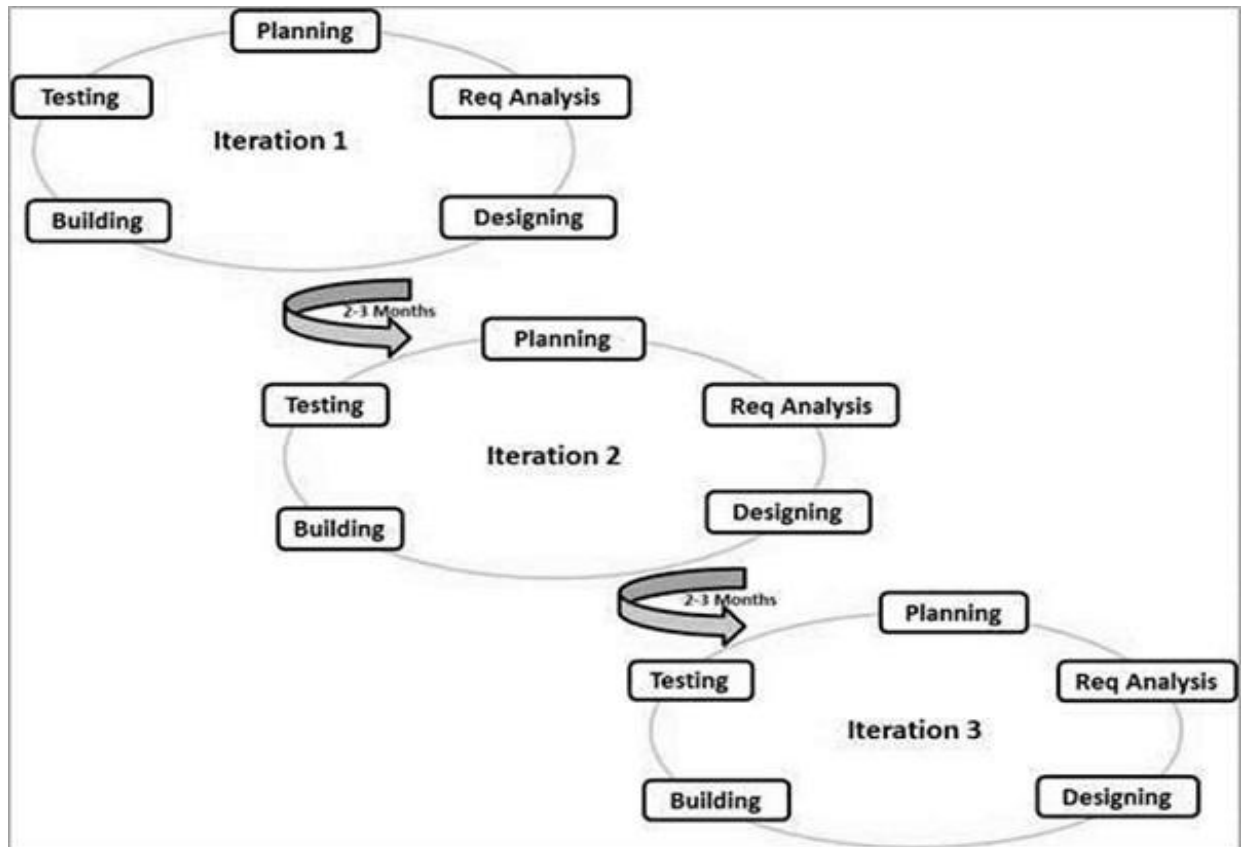 Planning
Testing
Req Analysis
Iteration 1
Building
Designing
2-3 Months
Planning
Testing
Req Analysis
Iteration 2
Building
Designing
2-3 Months
Planning
Testing
Req Analysis
Iteration 3
Building
Designing